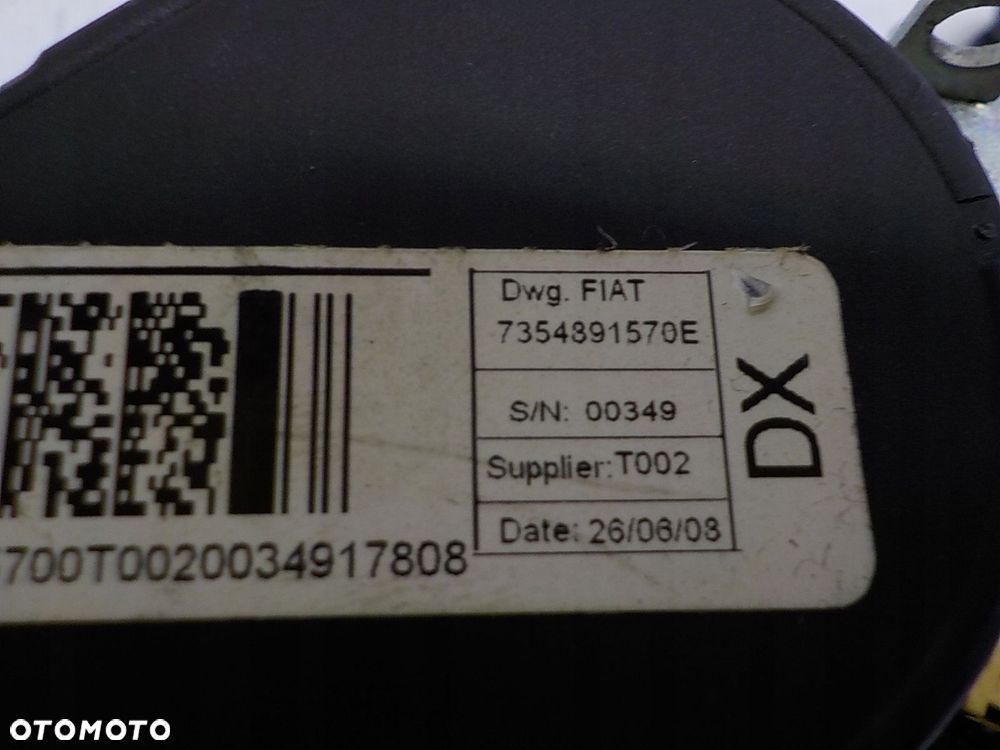 Dwg. FIAT
7354891570E
S/N: 00349
Supplier: T002
Date: 26/06/08
DX
700T0020034917808
OTOMOTO